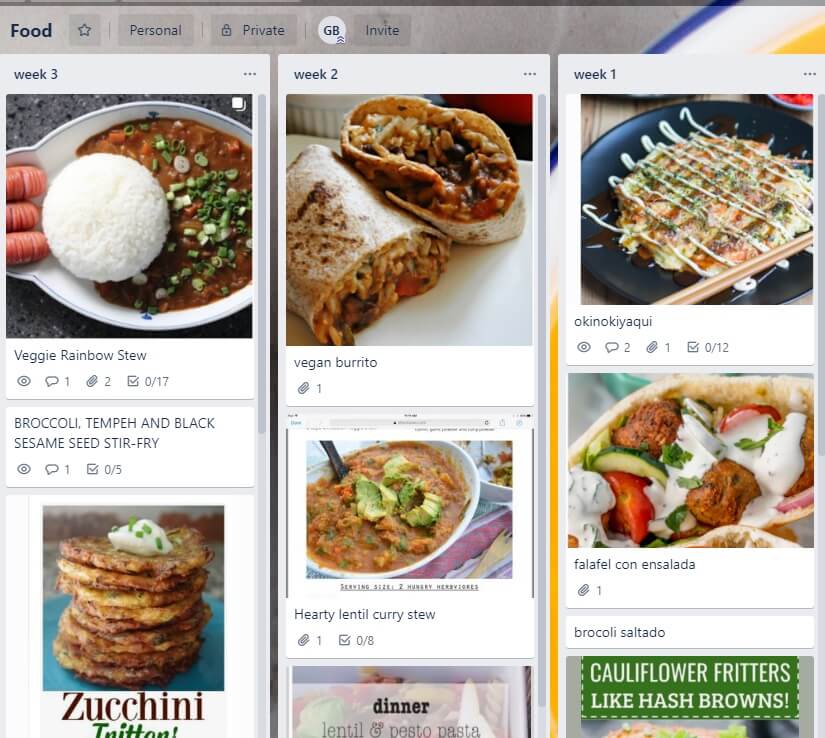 Food
Personal
Private
GB
Invite
week 3
Veggie Rainbow Stew
1
2
0/17
BROCCOLI, TEMPEH AND BLACK
SESAME SEED STIR-FRY
1
0/5
Zucchini
Fritters!
week 2
vegan burrito
1
Done
SERVING SIZE: 2 HUNGRY HERBIVORES
Hearty lentil curry stew
1
0/8
dinner
lentil & pesto pasta
week 1
okinokiyaqui
2
1
0/12
falafel con ensalada
1
brocoli saltado
CAULIFLOWER FRITTERS
LIKE HASH BROWNS!